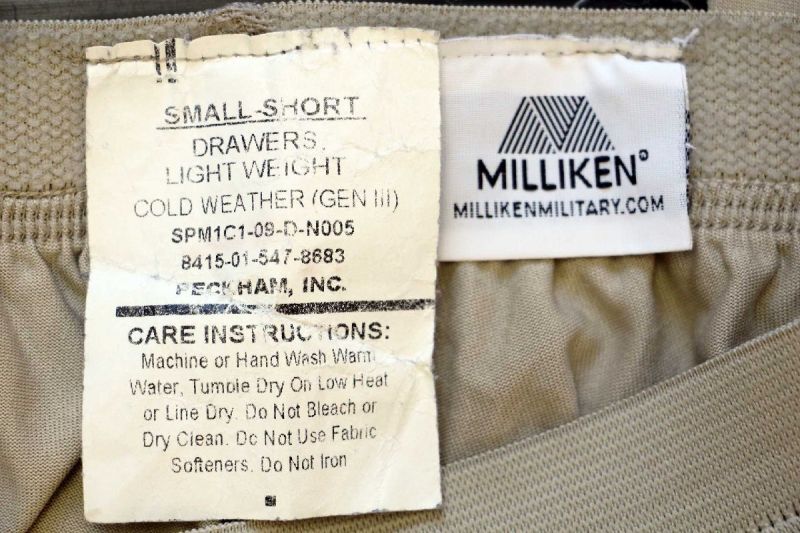 SMALL-SHORT
DRAWERS,
LIGHT WEIGHT
COLD WEATHER (GEN III)
SPM1C1-09-D-N005
8415-01-547-8683
PECKHAM, INC.
CARE INSTRUCTIONS:
Machine or Hand Wash Warm
Water, Tumble Dry On Low Heat
or Line Dry. Do Not Bleach or
Dry Clean. Do Not Use Fabric
Softeners. Do Not Iron
MILLIKEN®
MILLIKENMILITARY.COM